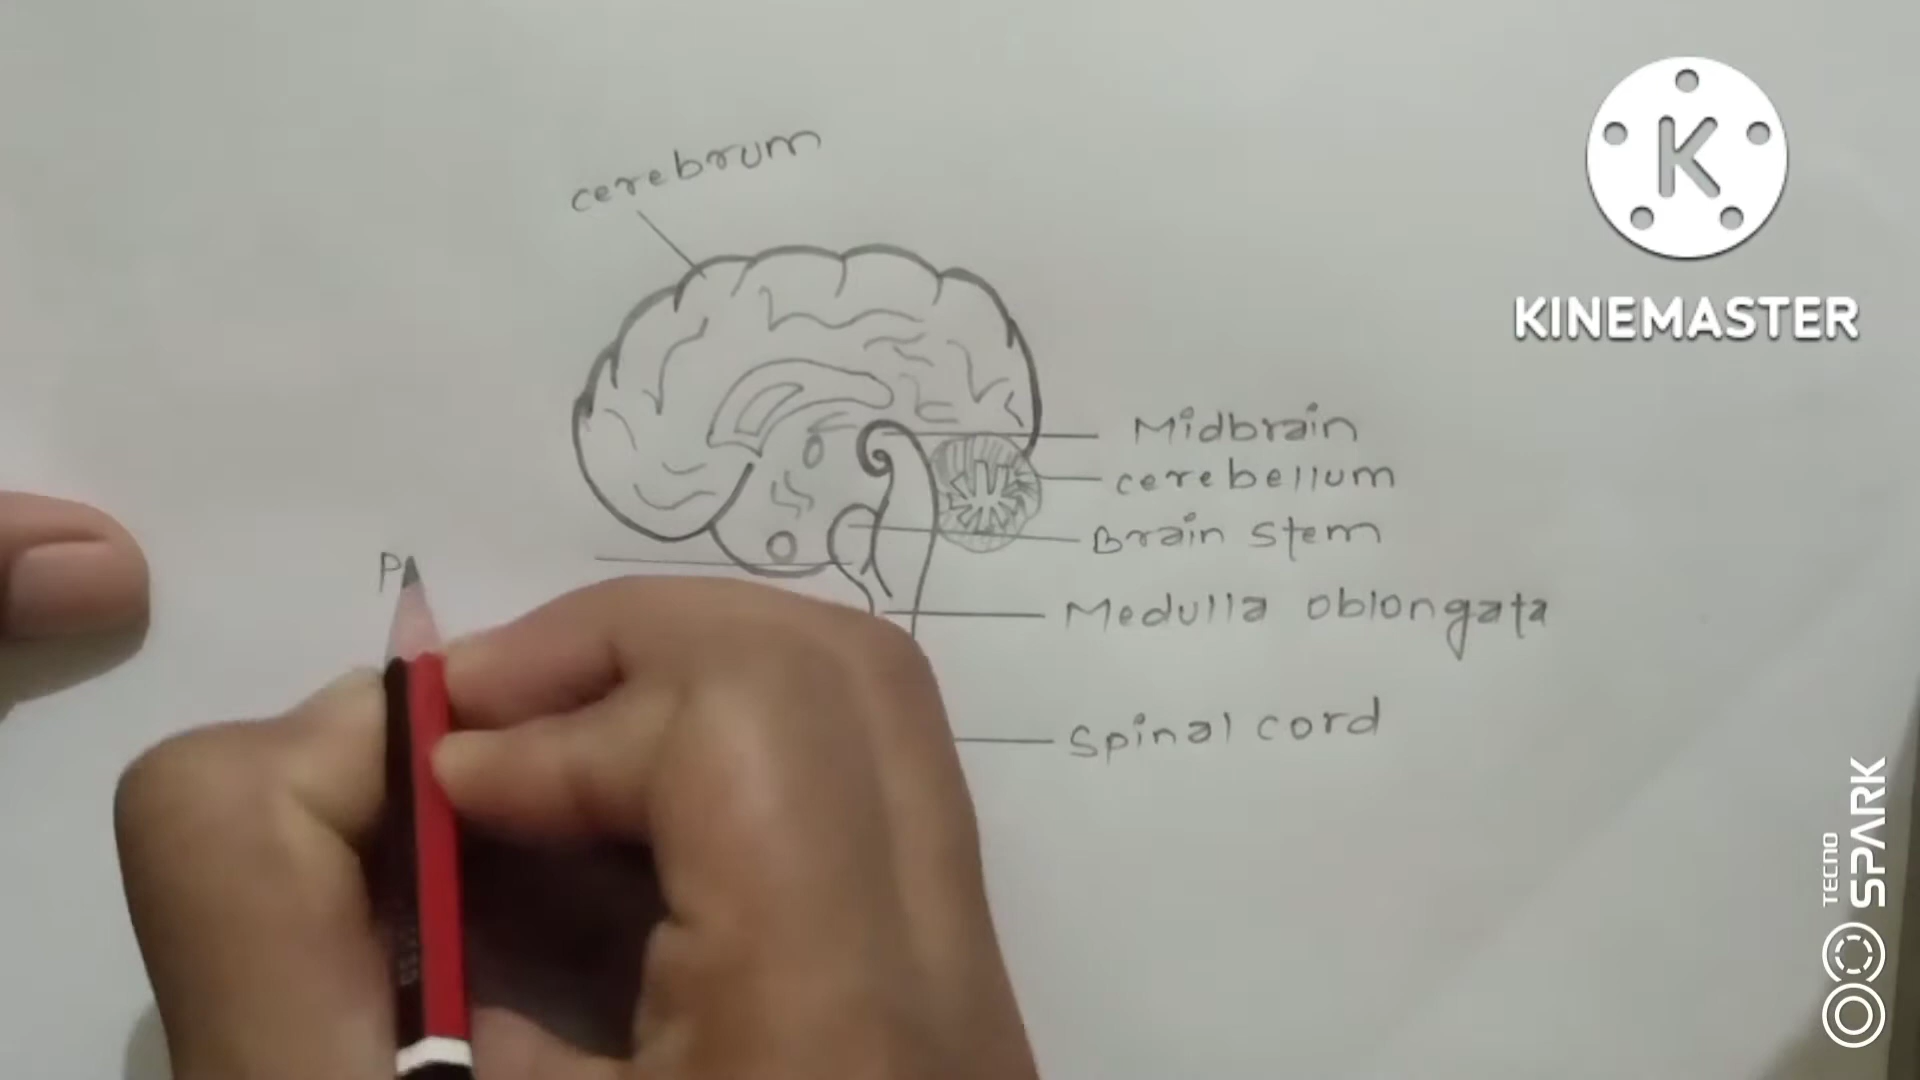 cerebrum
Midbrain
cerebellum
Brain stem
P
Medulla oblongata
Spinal cord
KINEMASTER
TECNO
SPARK